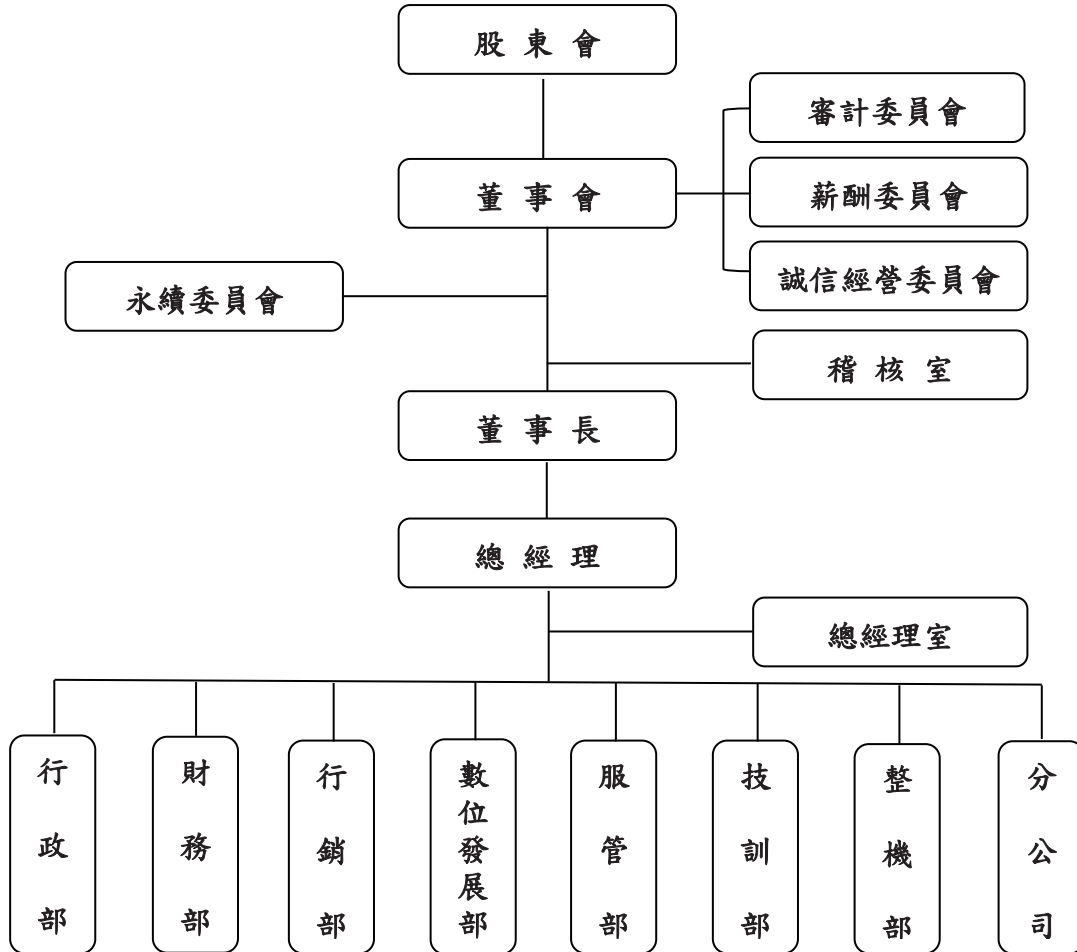 股東會
審計委員會
董事會
薪酬委員會
誠信經營委員會
永續委員會
稽核室
董事長
總經理
總經理室
行政部
財務部
行銷部
數位發展部
服管部
技訓部
整機部
分公司